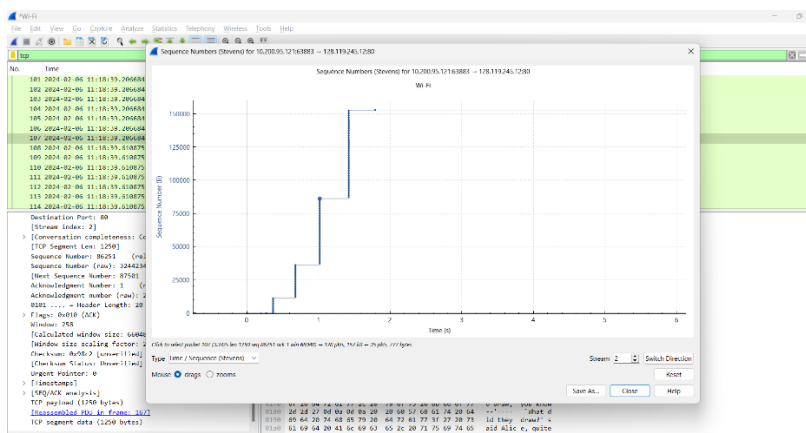 *Wi-Fi
File Edit View Go Capture Analyze Statistics Telephony Wireless Tools Help
tcp
No. Time
101 2024-02-06 11:18:39.206684
102 2024-02-06 11:18:39.206684
103 2024-02-06 11:18:39.206684
104 2024-02-06 11:18:39.206684
105 2024-02-06 11:18:39.206684
106 2024-02-06 11:18:39.206684
107 2024-02-06 11:18:39.206684
108 2024-02-06 11:18:39.610875
109 2024-02-06 11:18:39.610875
110 2024-02-06 11:18:39.610875
111 2024-02-06 11:18:39.610875
112 2024-02-06 11:18:39.610875
113 2024-02-06 11:18:39.610875
114 2024-02-06 11:18:39.610875
Destination Port: 80
[Stream index: 2]
[Conversation completeness: Co
[TCP Segment Len: 1250]
Sequence Number: 86251 (rel
Sequence Number (raw): 3244234
[Next Sequence Number: 87501
Acknowledgment Number: 1 (r
Acknowledgment number (raw): 2
0101 .... = Header Length: 20
Flags: 0x010 (ACK)
Window: 258
[Calculated window size: 66048
[Window size scaling factor: 2
Checksum: 0x98c2 [unverified]
[Checksum Status: Unverified]
Urgent Pointer: 0
[Timestamps]
[SEQ/ACK analysis]
TCP payload (1250 bytes)
[Reassembled PDU in frame: 167]
TCP segment data (1250 bytes)
Sequence Numbers (Stevens) for 10.200.95.121:63883 → 128.119.245.12:80
Sequence Numbers (Stevens) for 10.200.95.121:63883 → 128.119.245.12:80
Wi-Fi
Sequence Number (B)
150000
125000
100000
75000
50000
25000
0
0 1 2 3 4 5 6
Time (s)
Type Time / Sequence (Stevens)
Stream 2 Switch Direction
Mouse drags zooms
Reset
Save As... Close Help